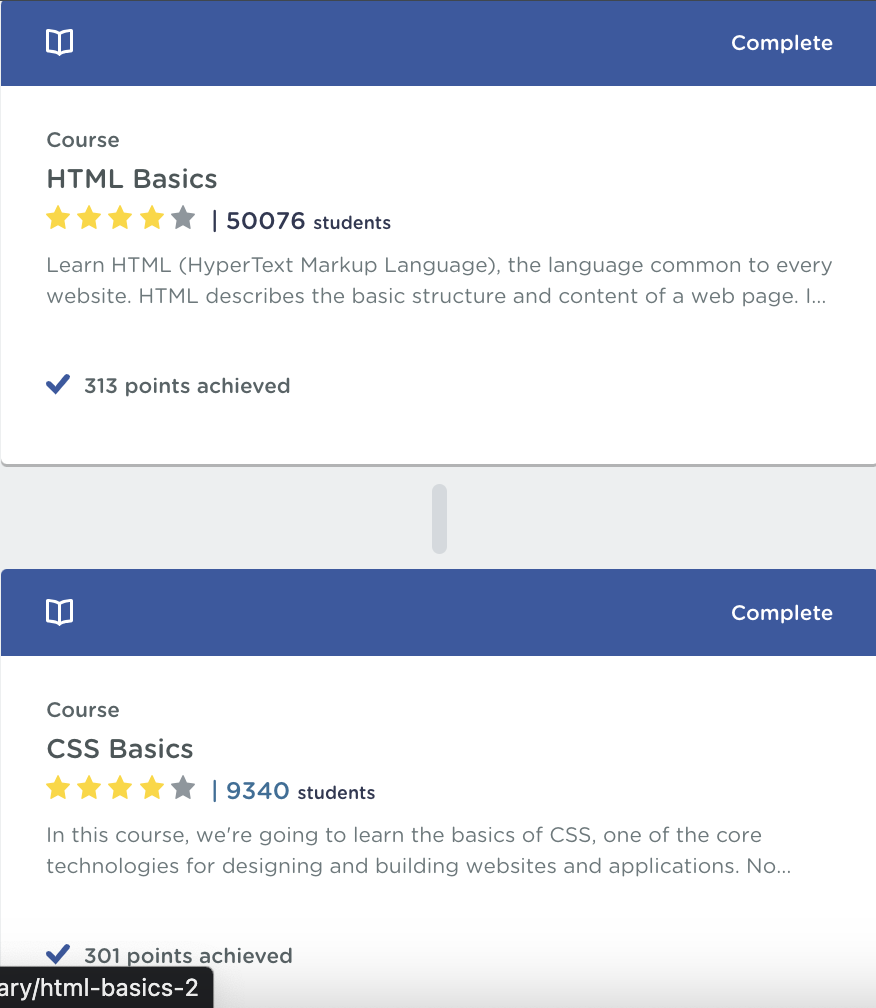 Complete
Course
HTML Basics
| 50076 students
Learn HTML (HyperText Markup Language), the language common to every
website. HTML describes the basic structure and content of a web page. I...
313 points achieved
Complete
Course
CSS Basics
| 9340 students
In this course, we're going to learn the basics of CSS, one of the core
technologies for designing and building websites and applications. No...
301 points achieved
ary/html-basics-2